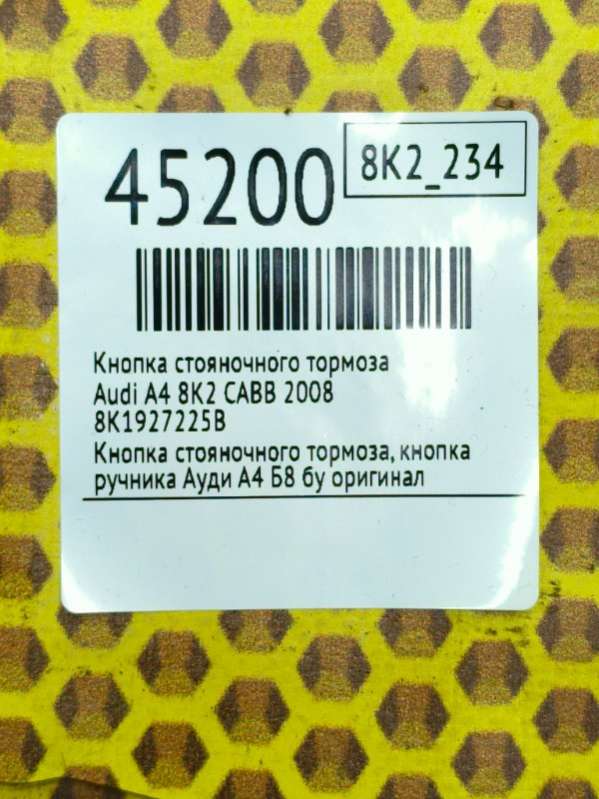 45200
8K2_234
Кнопка стояночного тормоза
Audi A4 8K2 CABB 2008
8K1927225B
Кнопка стояночного тормоза, кнопка
ручника Ауди А4 Б8 бу оригинал